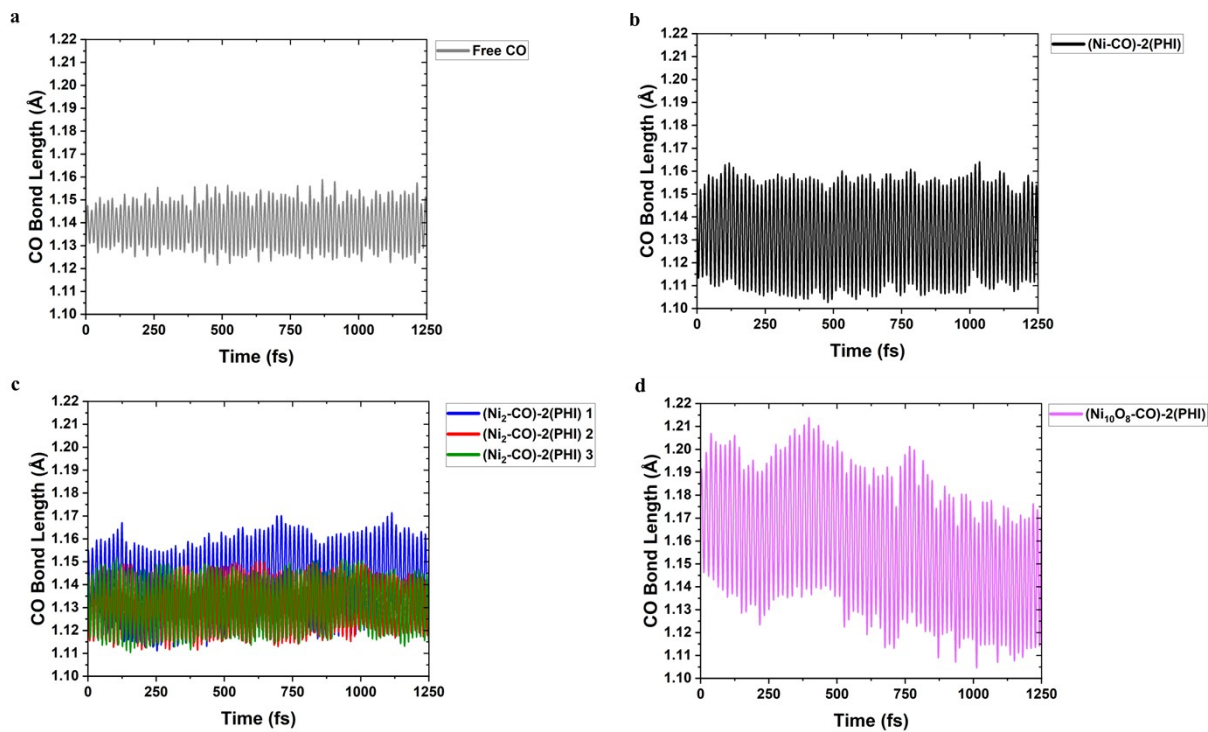 a
1.22
1.21
1.20
1.19
1.18
1.17
1.16
1.15
1.14
1.13
1.12
1.11
1.10
CO Bond Length (Å)
0 250 500 750 1000 1250
Time (fs)
Free CO
b
1.22
1.21
1.20
1.19
1.18
1.17
1.16
1.15
1.14
1.13
1.12
1.11
1.10
CO Bond Length (Å)
0 250 500 750 1000 1250
Time (fs)
(Ni-CO)-2(PHI)
c
1.22
1.21
1.20
1.19
1.18
1.17
1.16
1.15
1.14
1.13
1.12
1.11
1.10
CO Bond Length (Å)
0 250 500 750 1000 1250
Time (fs)
(Ni₂-CO)-2(PHI) 1
(Ni₂-CO)-2(PHI) 2
(Ni₂-CO)-2(PHI) 3
d
1.22
1.21
1.20
1.19
1.18
1.17
1.16
1.15
1.14
1.13
1.12
1.11
1.10
CO Bond Length (Å)
0 250 500 750 1000 1250
Time (fs)
(Ni₁₀O₈-CO)-2(PHI)